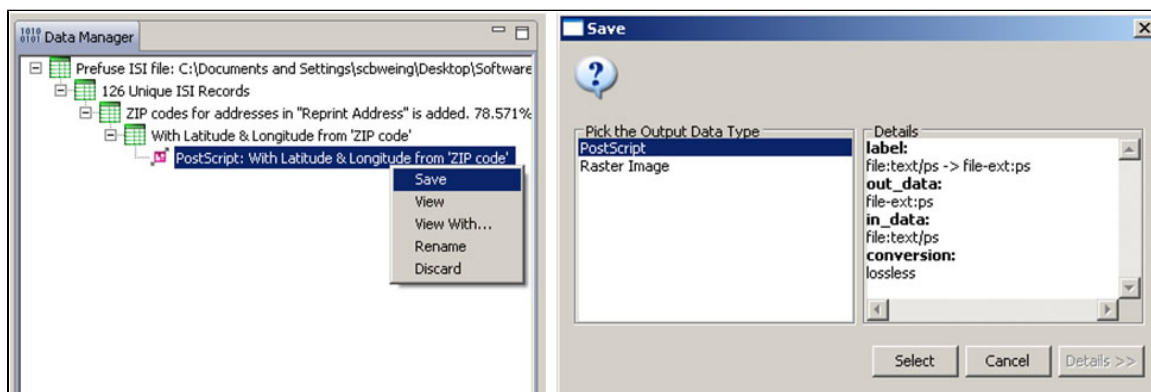 1010
0101 Data Manager
Prefuse ISI file: C:\Documents and Settings\scbweing\Desktop\Software
126 Unique ISI Records
ZIP codes for addresses in "Reprint Address" is added. 78.571%
With Latitude & Longitude from 'ZIP code'
PostScript: With Latitude & Longitude from 'ZIP code'
Save
View
View With...
Rename
Discard
Save
Pick the Output Data Type
PostScript
Raster Image
Details
label:
file:text/ps -> file-ext:ps
out_data:
file-ext:ps
in_data:
file:text/ps
conversion:
lossless
Select
Cancel
Details >>